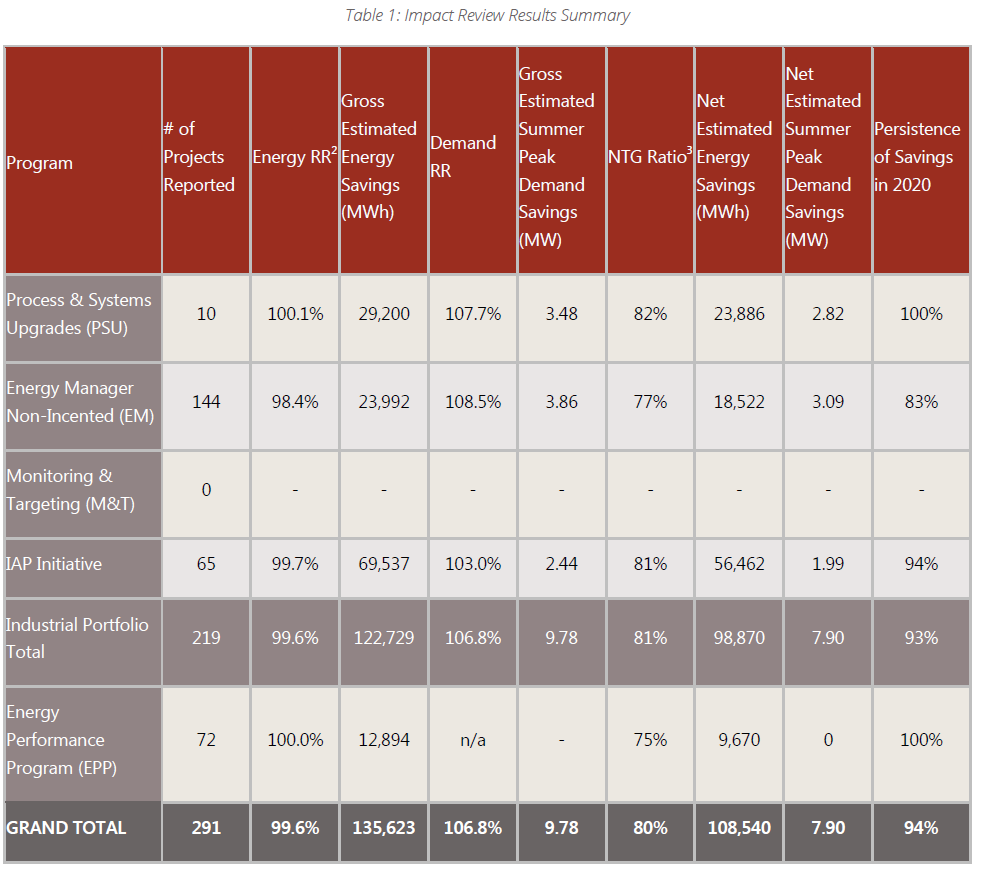 Table 1: Impact Review Results Summary
Program
# of
Projects
Reported
Energy RR²
Gross
Estimated
Energy
Savings
(MWh)
Demand
RR
Gross
Estimated
Summer
Peak
Demand
Savings
(MW)
NTG Ratio³
Net
Estimated
Energy
Savings
(MWh)
Net
Estimated
Summer
Peak
Demand
Savings
(MW)
Persistence
of Savings
in 2020
Process & Systems
Upgrades (PSU)
10 100.1% 29,200 107.7% 3.48 82% 23,886 2.82 100%
Energy Manager
Non-Incented (EM)
144 98.4% 23,992 108.5% 3.86 77% 18,522 3.09 83%
Monitoring &
Targeting (M&T)
0 - - - - - - - -
IAP Initiative 65 99.7% 69,537 103.0% 2.44 81% 56,462 1.99 94%
Industrial Portfolio
Total
219 99.6% 122,729 106.8% 9.78 81% 98,870 7.90 93%
Energy
Performance
Program (EPP)
72 100.0% 12,894 n/a - 75% 9,670 0 100%
GRAND TOTAL 291 99.6% 135,623 106.8% 9.78 80% 108,540 7.90 94%